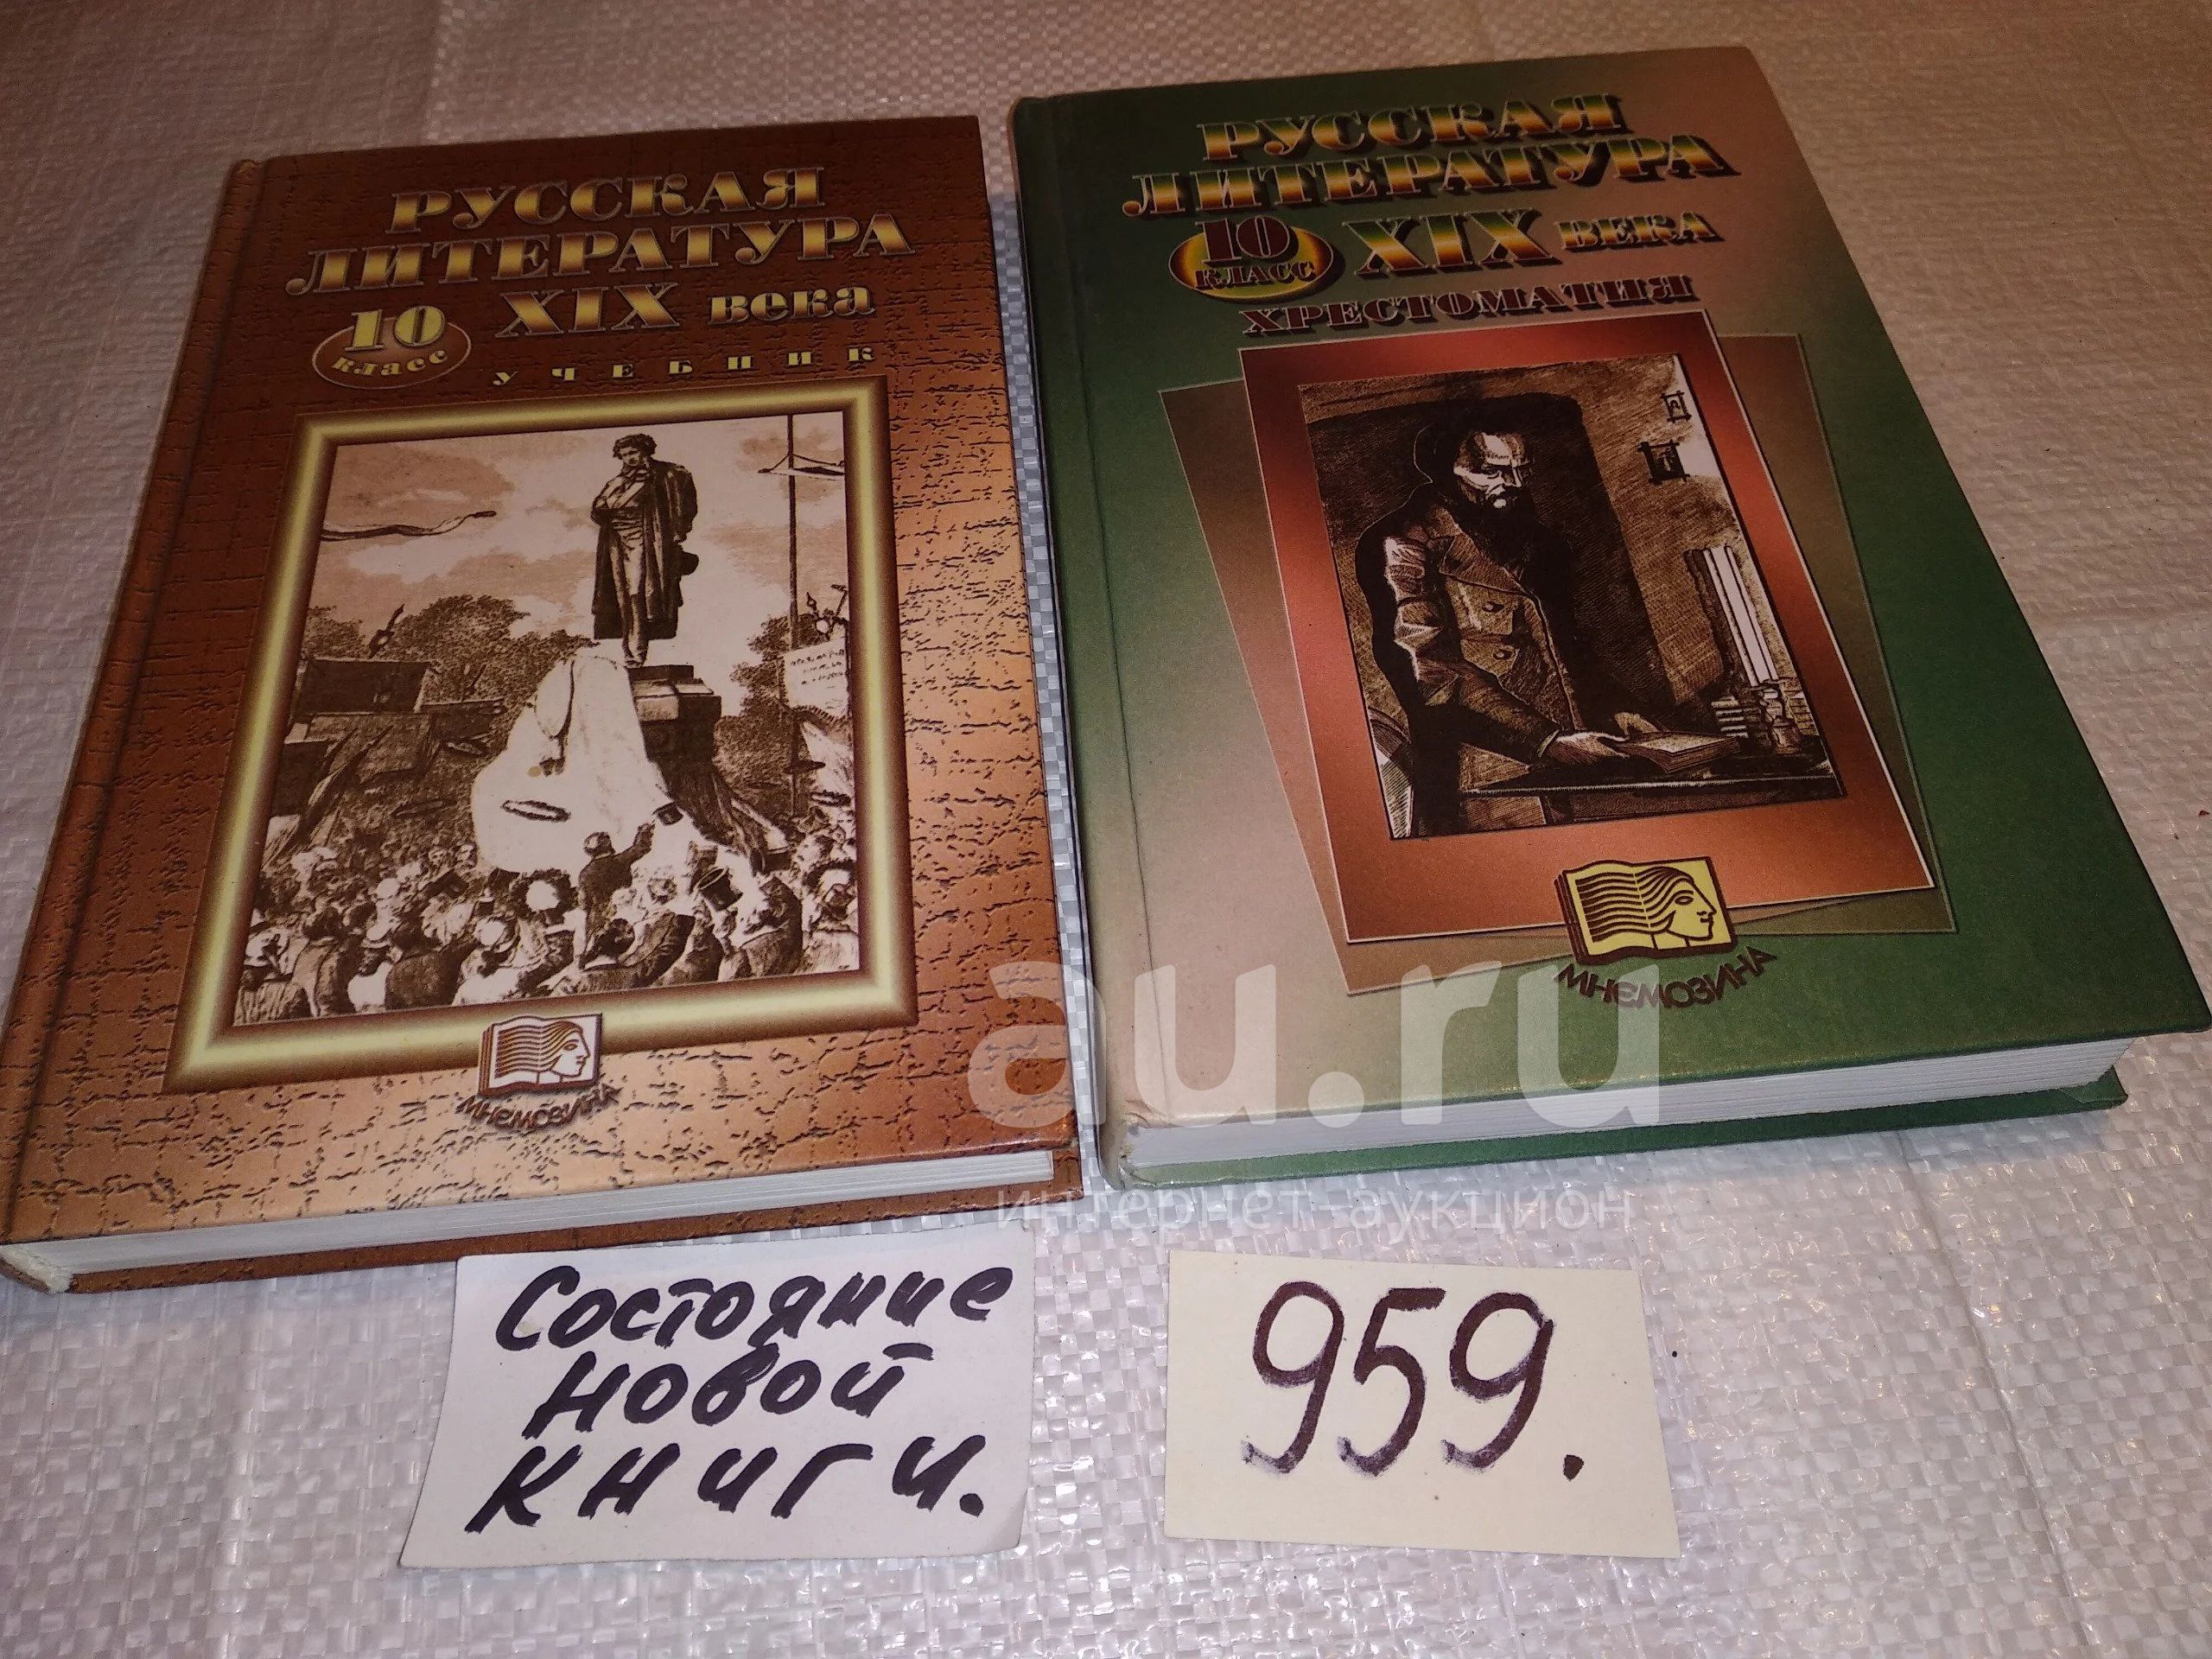 РУССКАЯ
ЛИТЕРАТУРА
10 XIX века
класс
УЧЕБНИК
МНЕМОЗИНА
РУССКАЯ
ЛИТЕРАТУРА
10 XIX ВЕКА
КЛАСС
ХРЕСТОМАТИЯ
МНЕМОЗИНА
au.ru
интернет-аукцион
Состояние
новой
книги.
959.